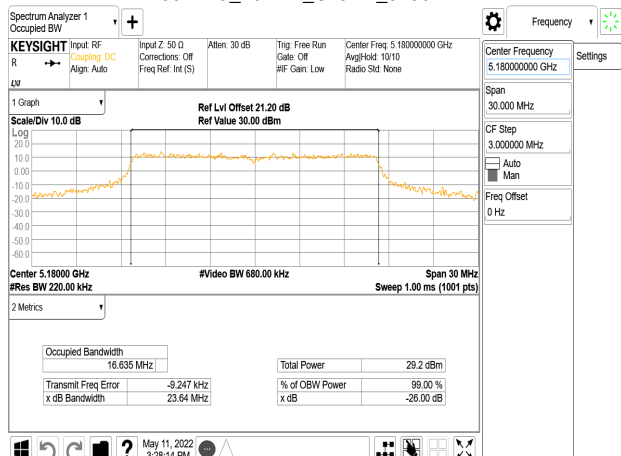 Spectrum Analyzer 1
Occupied BW
Frequency
KEYSIGHT
R
LXI
Input: RF
Coupling: DC
Align: Auto
Input Z: 50 Ω
Corrections: Off
Freq Ref: Int (S)
Atten: 30 dB
Trig: Free Run
Gate: Off
#IF Gain: Low
Center Freq: 5.180000000 GHz
Avg|Hold: 10/10
Radio Std: None
Center Frequency
5.180000000 GHz
Settings
Span
30.000 MHz
CF Step
3.000000 MHz
Auto
Man
Freq Offset
0 Hz
1 Graph
Ref Lvl Offset 21.20 dB
Scale/Div 10.0 dB
Ref Value 30.00 dBm
Log
20.0
10.0
0.00
-10.0
-20.0
-30.0
-40.0
-50.0
-60.0
Center 5.18000 GHz
#Video BW 680.00 kHz
Span 30 MHz
#Res BW 220.00 kHz
Sweep 1.00 ms (1001 pts)
2 Metrics
Occupied Bandwidth
16.635 MHz
Total Power 29.2 dBm
Transmit Freq Error -9.247 kHz
% of OBW Power 99.00 %
x dB Bandwidth 23.64 MHz
x dB -26.00 dB
?
May 11, 2022
3:28:14 PM